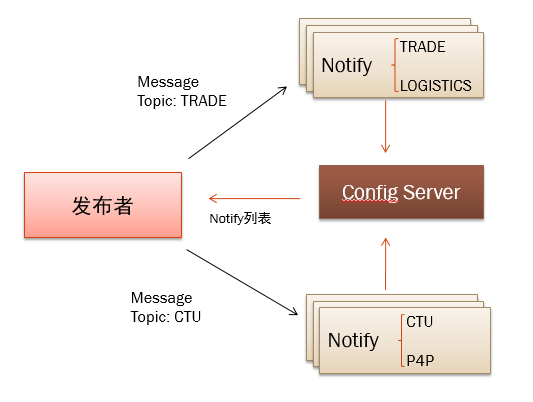 Message
Topic: TRADE
Notify
TRADE
LOGISTICS
发布者
Config Server
Notify列表
Message
Topic: CTU
Notify
CTU
P4P